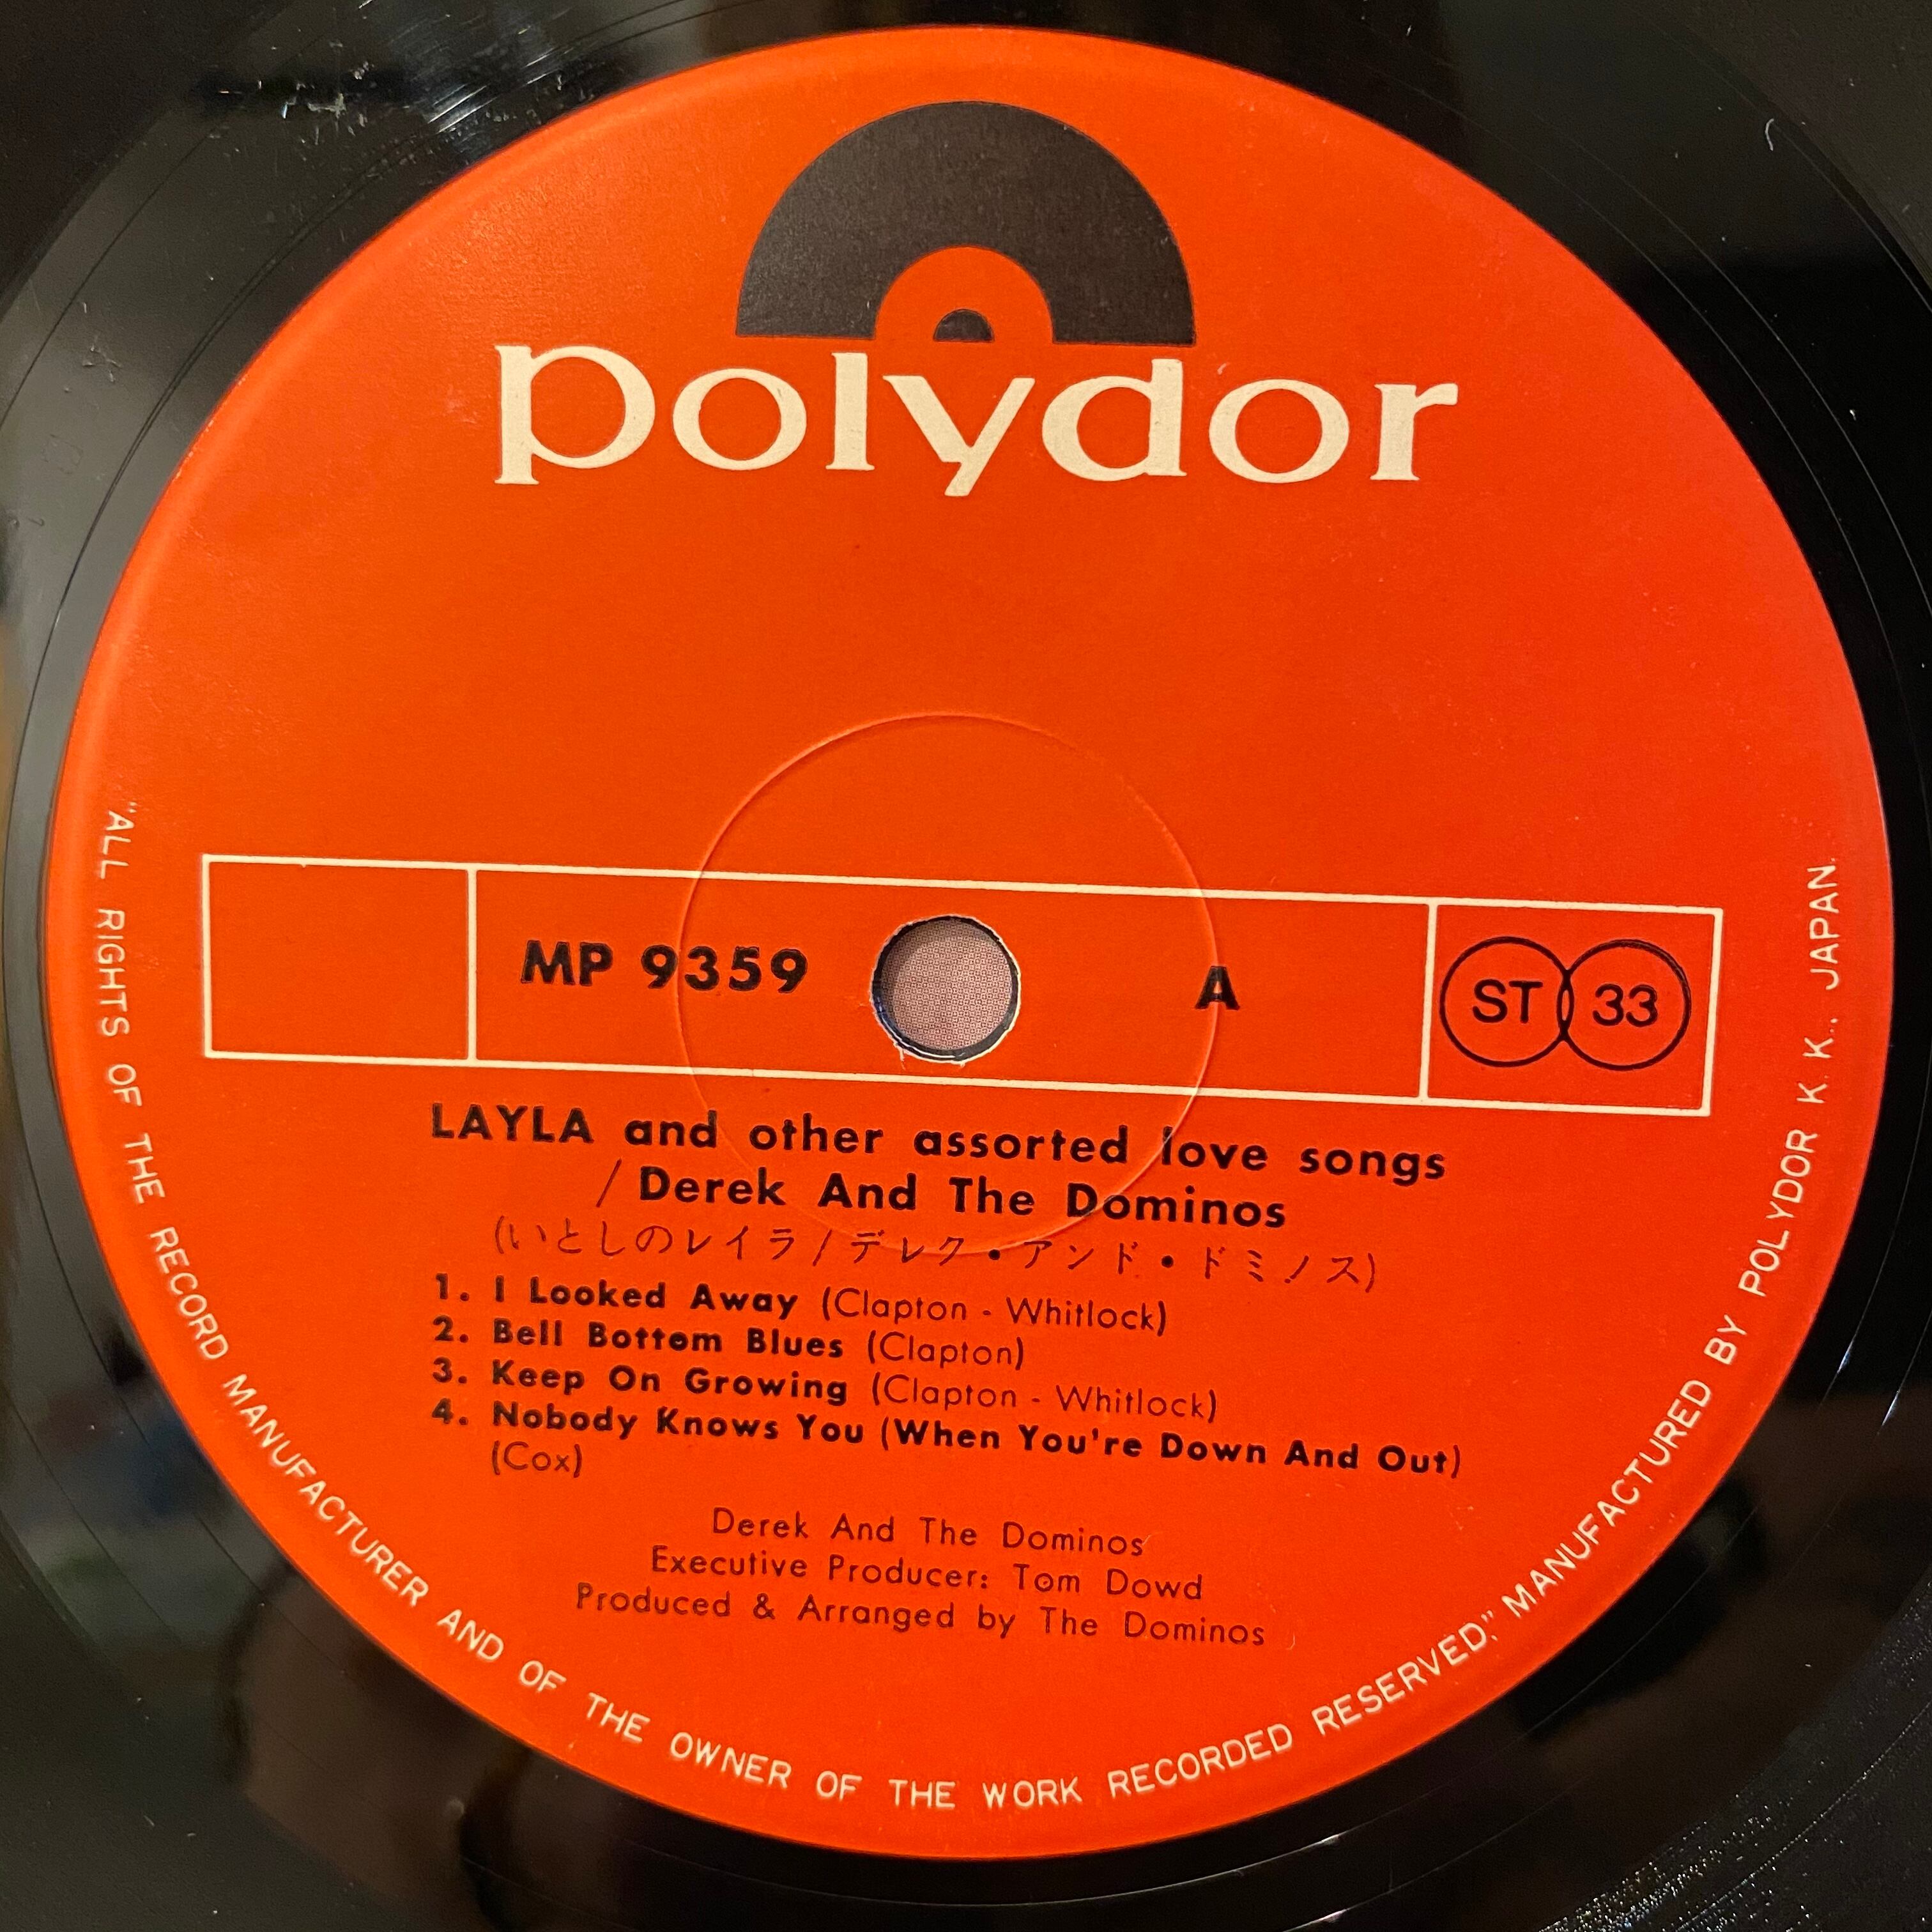 polydor
MP 9359
A
ST 33
LAYLA and other assorted love songs
/ Derek And The Dominos
(いとしのレイラ/デレク・アンド・ドミノス)
1. I Looked Away (Clapton - Whitlock)
2. Bell Bottom Blues (Clapton)
3. Keep On Growing (Clapton - Whitlock)
4. Nobody Knows You (When You're Down And Out)
(Cox)
Derek And The Dominos
Executive Producer: Tom Dowd
Produced & Arranged by The Dominos
"ALL RIGHTS OF THE RECORD MANUFACTURER AND OF THE OWNER OF THE WORK RECORDED RESERVED," MANUFACTURED BY POLYDOR K. K., JAPAN.